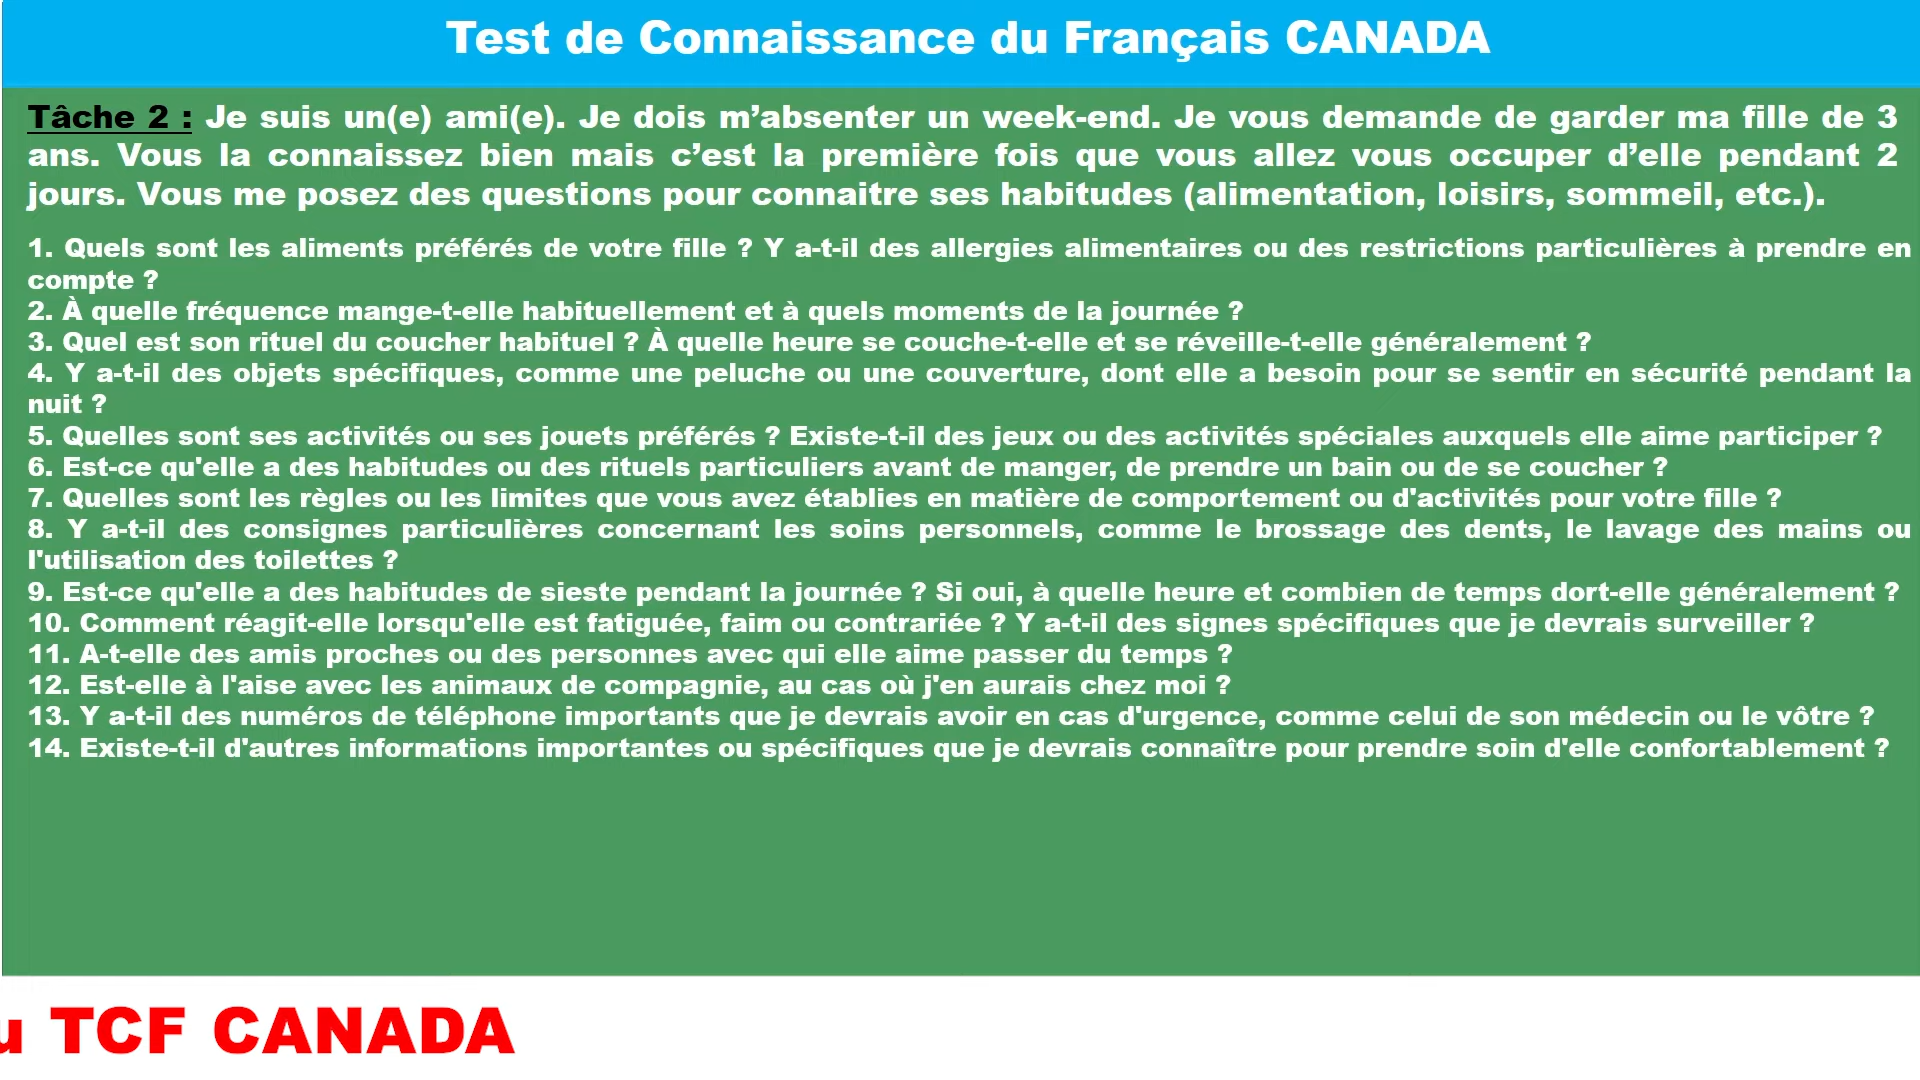 Test de Connaissance du Français CANADA
Tâche 2 : Je suis un(e) ami(e). Je dois m’absenter un week-end. Je vous demande de garder ma fille de 3
ans. Vous la connaissez bien mais c’est la première fois que vous allez vous occuper d’elle pendant 2
jours. Vous me posez des questions pour connaitre ses habitudes (alimentation, loisirs, sommeil, etc.).
1. Quels sont les aliments préférés de votre fille ? Y a-t-il des allergies alimentaires ou des restrictions particulières à prendre en
compte ?
2. À quelle fréquence mange-t-elle habituellement et à quels moments de la journée ?
3. Quel est son rituel du coucher habituel ? À quelle heure se couche-t-elle et se réveille-t-elle généralement ?
4. Y a-t-il des objets spécifiques, comme une peluche ou une couverture, dont elle a besoin pour se sentir en sécurité pendant la
nuit ?
5. Quelles sont ses activités ou ses jouets préférés ? Existe-t-il des jeux ou des activités spéciales auxquels elle aime participer ?
6. Est-ce qu'elle a des habitudes ou des rituels particuliers avant de manger, de prendre un bain ou de se coucher ?
7. Quelles sont les règles ou les limites que vous avez établies en matière de comportement ou d'activités pour votre fille ?
8. Y a-t-il des consignes particulières concernant les soins personnels, comme le brossage des dents, le lavage des mains ou
l'utilisation des toilettes ?
9. Est-ce qu'elle a des habitudes de sieste pendant la journée ? Si oui, à quelle heure et combien de temps dort-elle généralement ?
10. Comment réagit-elle lorsqu'elle est fatiguée, faim ou contrariée ? Y a-t-il des signes spécifiques que je devrais surveiller ?
11. A-t-elle des amis proches ou des personnes avec qui elle aime passer du temps ?
12. Est-elle à l'aise avec les animaux de compagnie, au cas où j'en aurais chez moi ?
13. Y a-t-il des numéros de téléphone importants que je devrais avoir en cas d'urgence, comme celui de son médecin ou le vôtre ?
14. Existe-t-il d'autres informations importantes ou spécifiques que je devrais connaître pour prendre soin d'elle confortablement ?
u TCF CANADA